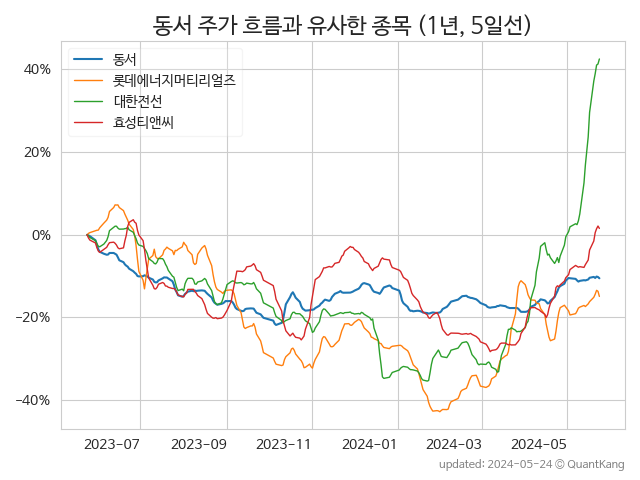 동서 주가 흐름과 유사한 종목 (1년, 5일선)
동서
롯데에너지머티리얼즈
대한전선
효성티앤씨
40%
20%
0%
−20%
−40%
2023-07 2023-09 2023-11 2024-01 2024-03 2024-05
updated: 2024-05-24 © QuantKang